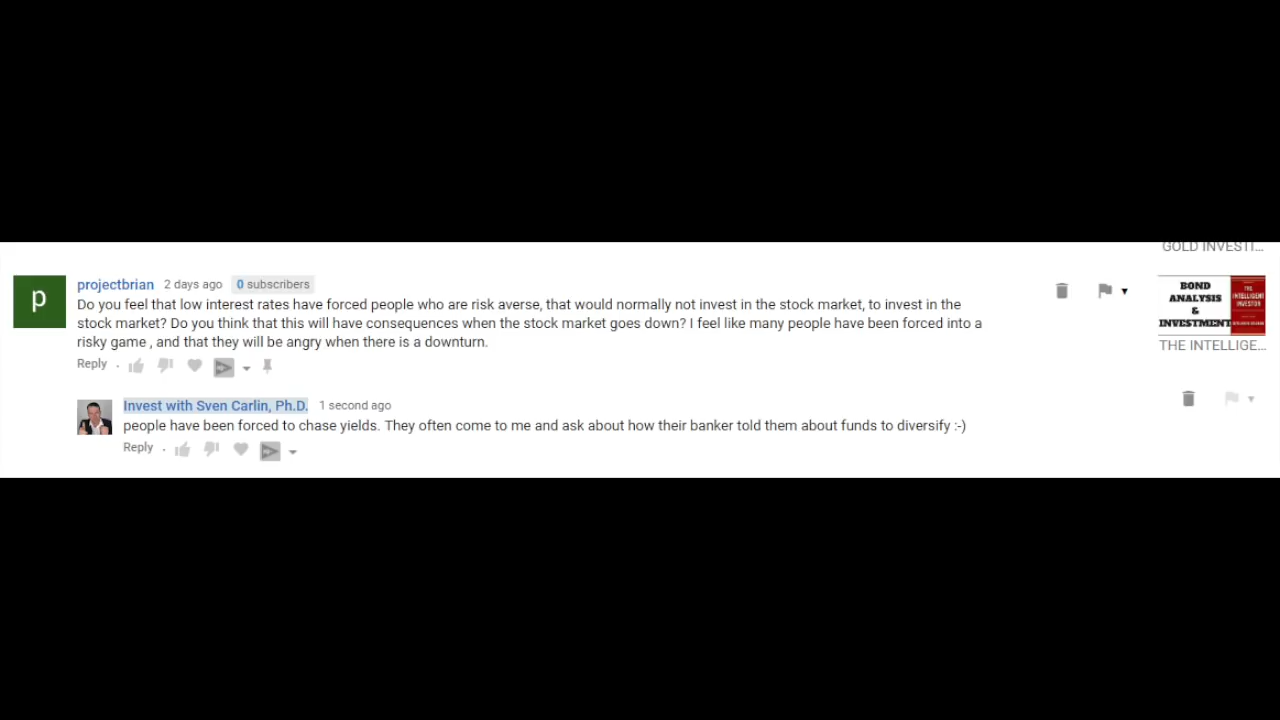 GOLD INVESTI...
p
projectbrian 2 days ago 0 subscribers
Do you feel that low interest rates have forced people who are risk averse, that would normally not invest in the stock market, to invest in the
stock market? Do you think that this will have consequences when the stock market goes down? I feel like many people have been forced into a
risky game , and that they will be angry when there is a downturn.
Reply
BOND
ANALYSIS
&
INVESTMENT
THE
INTELLIGENT
INVESTOR
THE INTELLIGE...
Invest with Sven Carlin, Ph.D. 1 second ago
people have been forced to chase yields. They often come to me and ask about how their banker told them about funds to diversify :-)
Reply